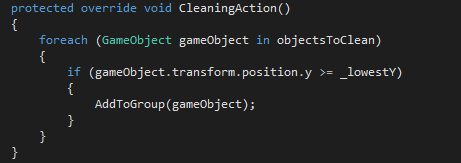 protected override void CleaningAction()
{
    foreach (GameObject gameObject in objectsToClean)
    {
        if (gameObject.transform.position.y >= _lowestY)
        {
            AddToGroup(gameObject);
        }
    }
}